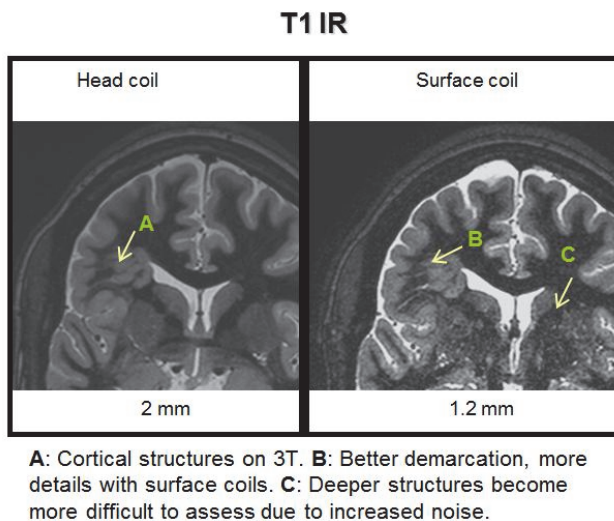 T1 IR
Head coil
Surface coil
A
B
C
2 mm
1.2 mm
A: Cortical structures on 3T. B: Better demarcation, more
details with surface coils. C: Deeper structures become
more difficult to assess due to increased noise.